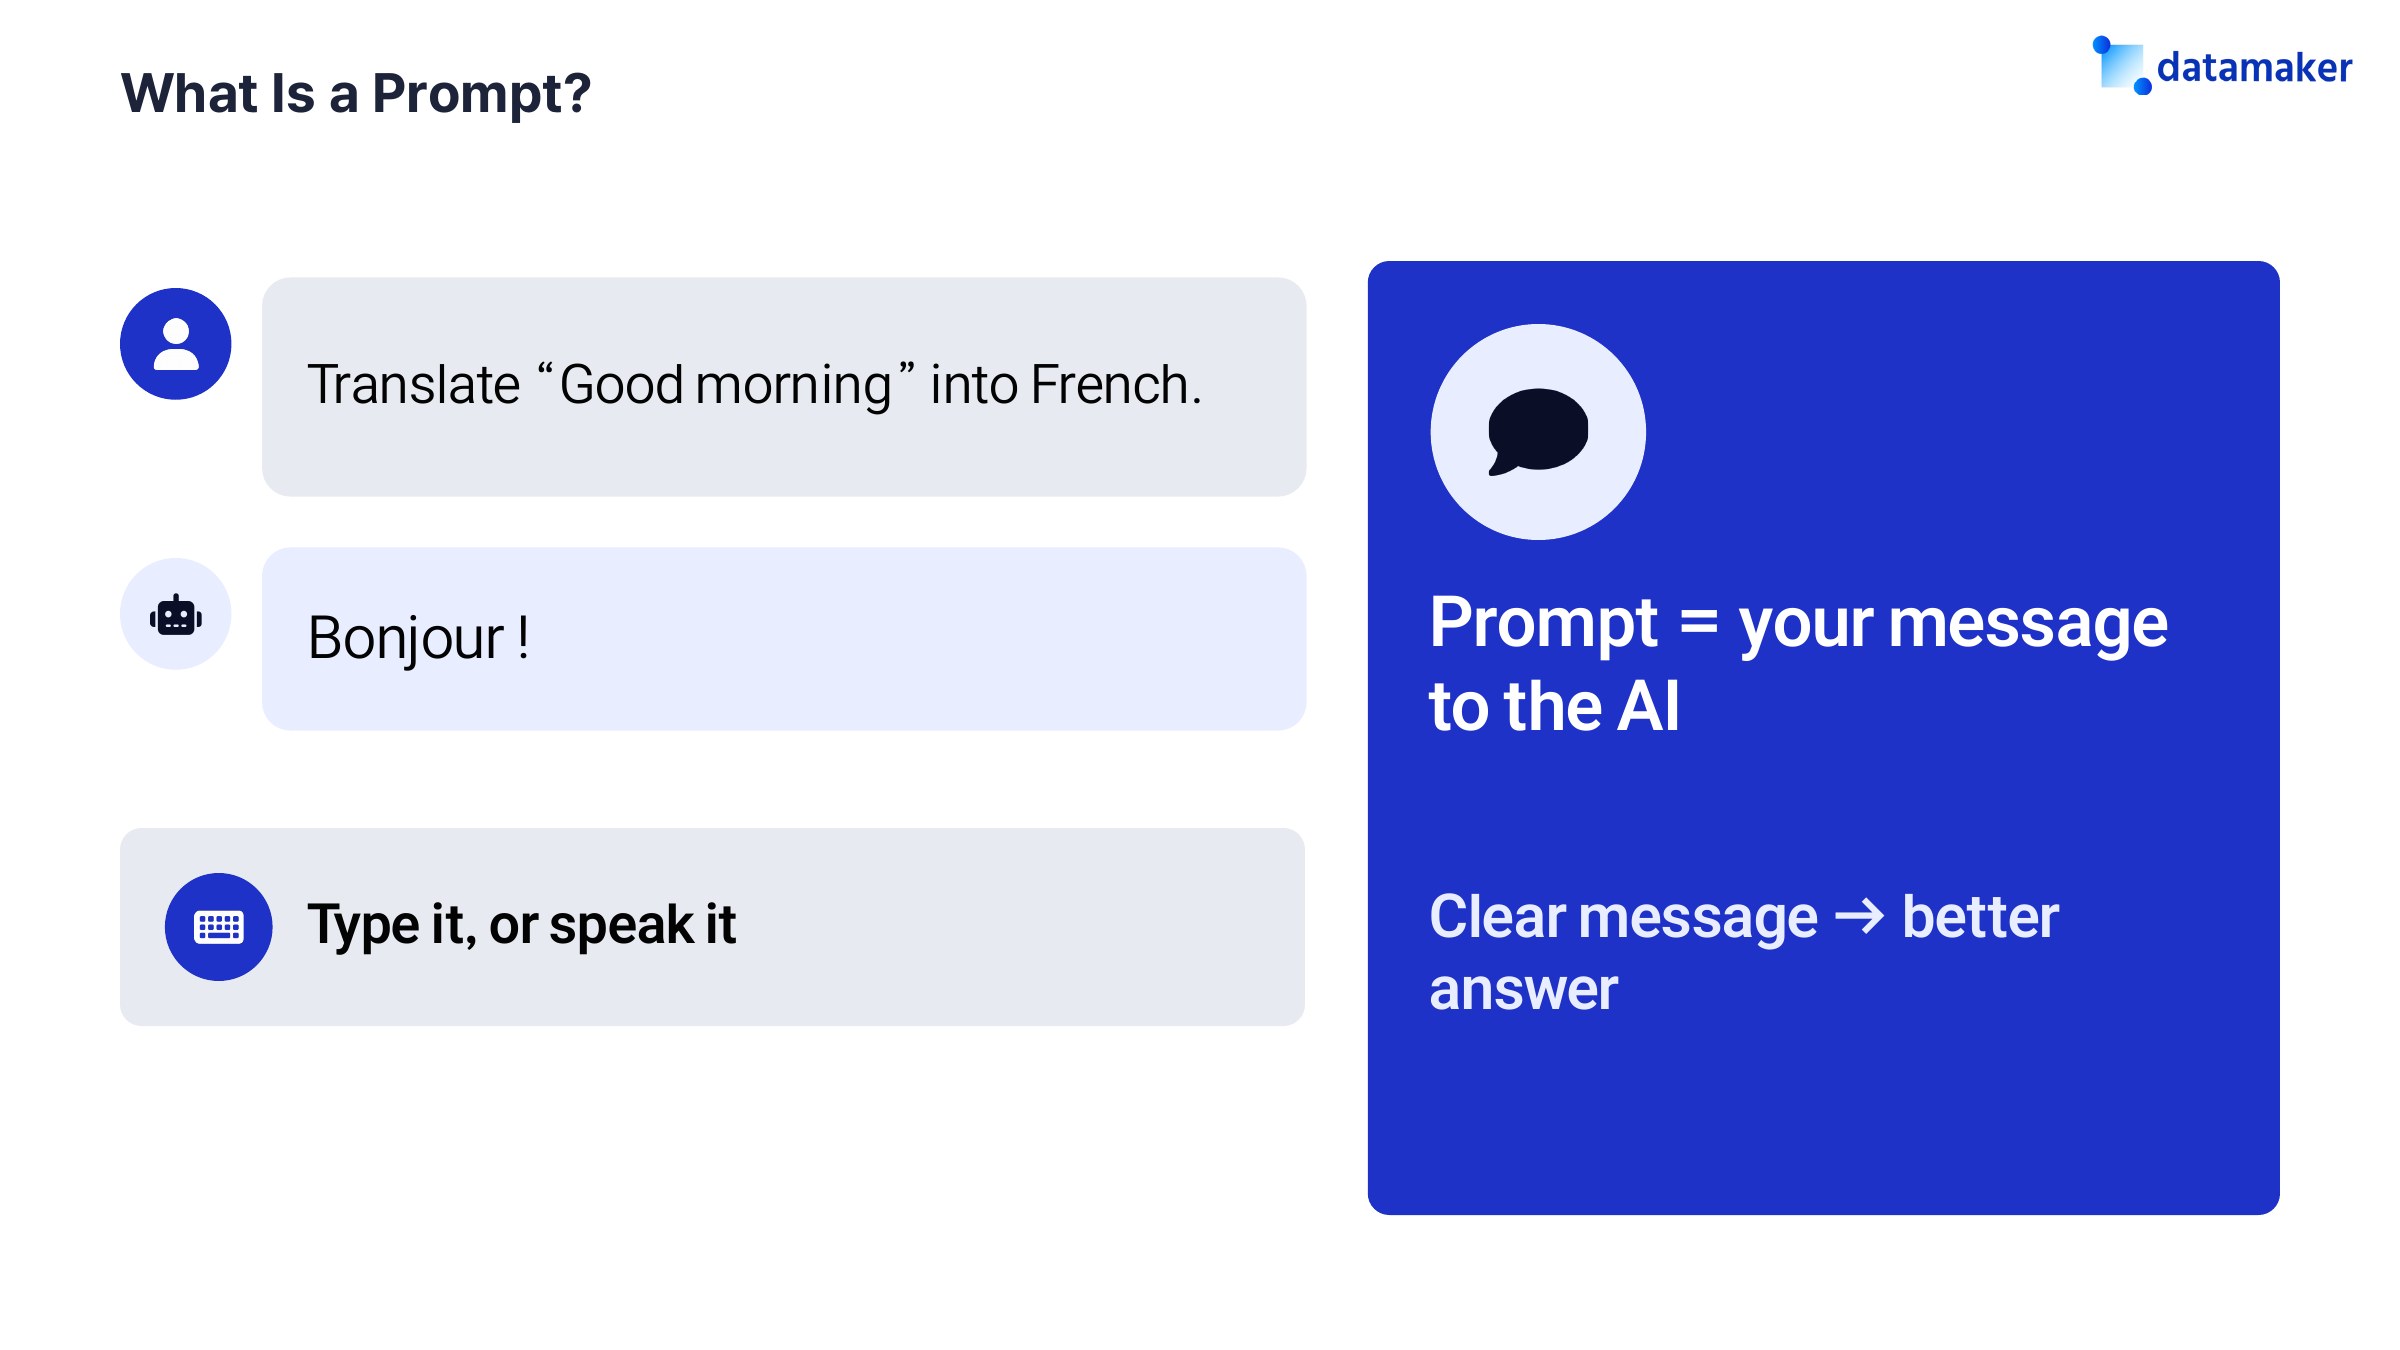 What Is a Prompt?
datamaker
Translate “Good morning” into French.
Bonjour !
Type it, or speak it
Prompt = your message
to the AI
Clear message → better
answer